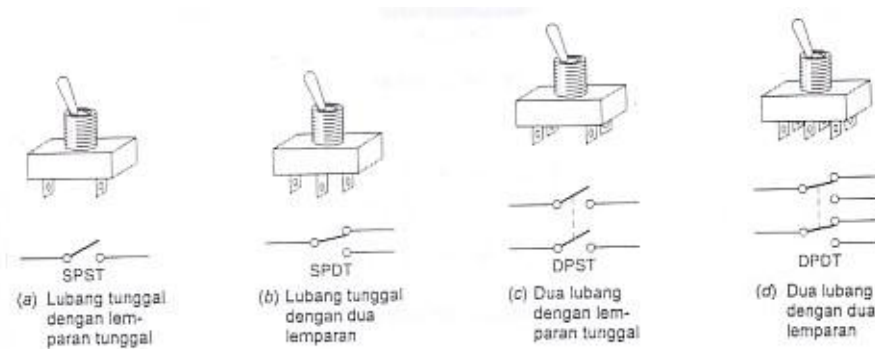 SPST
(a) Lubang tunggal
dengan lem-
paran tunggal
SPDT
(b) Lubang tunggal
dengan dua
lemparan
DPST
(c) Dua lubang
dengan lem-
paran tunggal
DPDT
(d) Dua lubang
dengan dua
lemparan